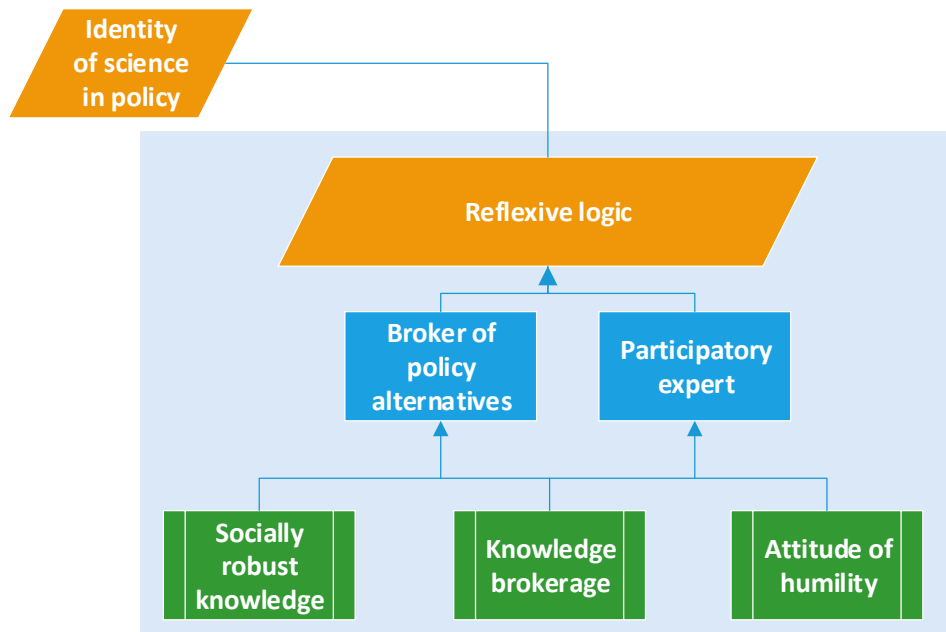 Identity
of science
in policy
Reflexive logic
Broker of
policy
alternatives
Participatory
expert
Socially
robust
knowledge
Knowledge
brokerage
Attitude of
humility